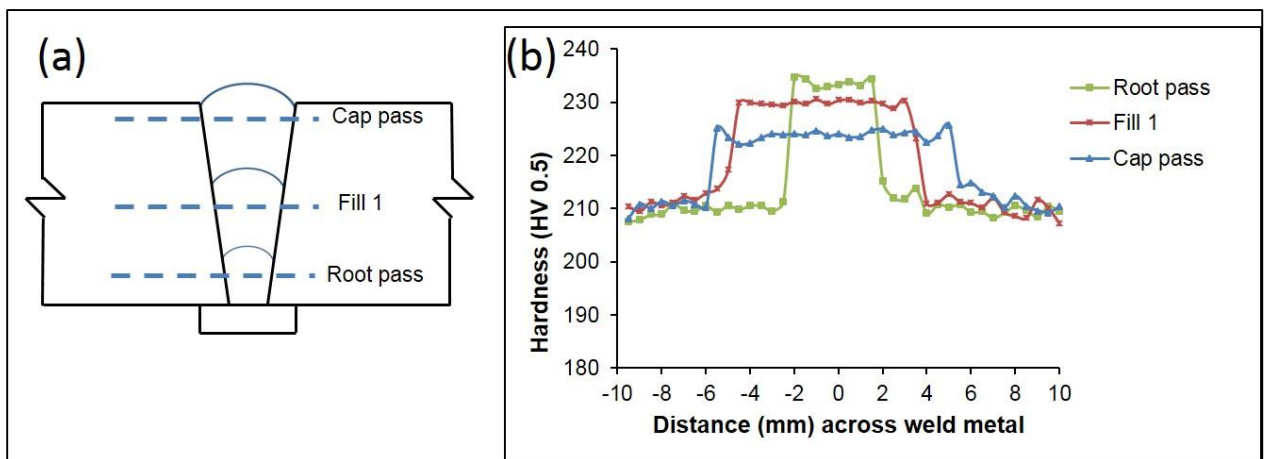 (a)
Cap pass
Fill 1
Root pass
(b)
Hardness (HV 0.5)
240
230
220
210
200
190
180
-10 -8 -6 -4 -2 0 2 4 6 8 10
Distance (mm) across weld metal
Root pass
Fill 1
Cap pass